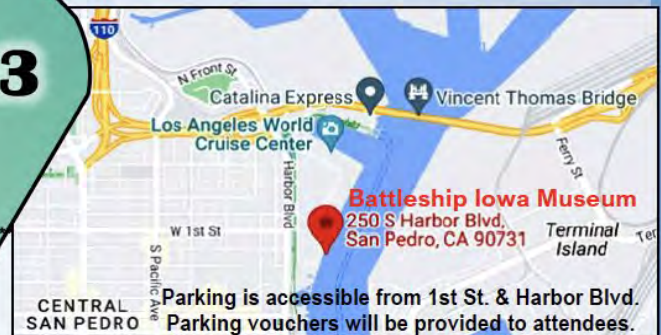 3
110
N Front St
Catalina Express
Vincent Thomas Bridge
Los Angeles World
Cruise Center
Harbor Blvd
Ferry St
Battleship Iowa Museum
250 S Harbor Blvd,
San Pedro, CA 90731
W 1st St
S Pacific Ave
Terminal
Island
Ter
CENTRAL
SAN PEDRO
Parking is accessible from 1st St. & Harbor Blvd.
Parking vouchers will be provided to attendees.